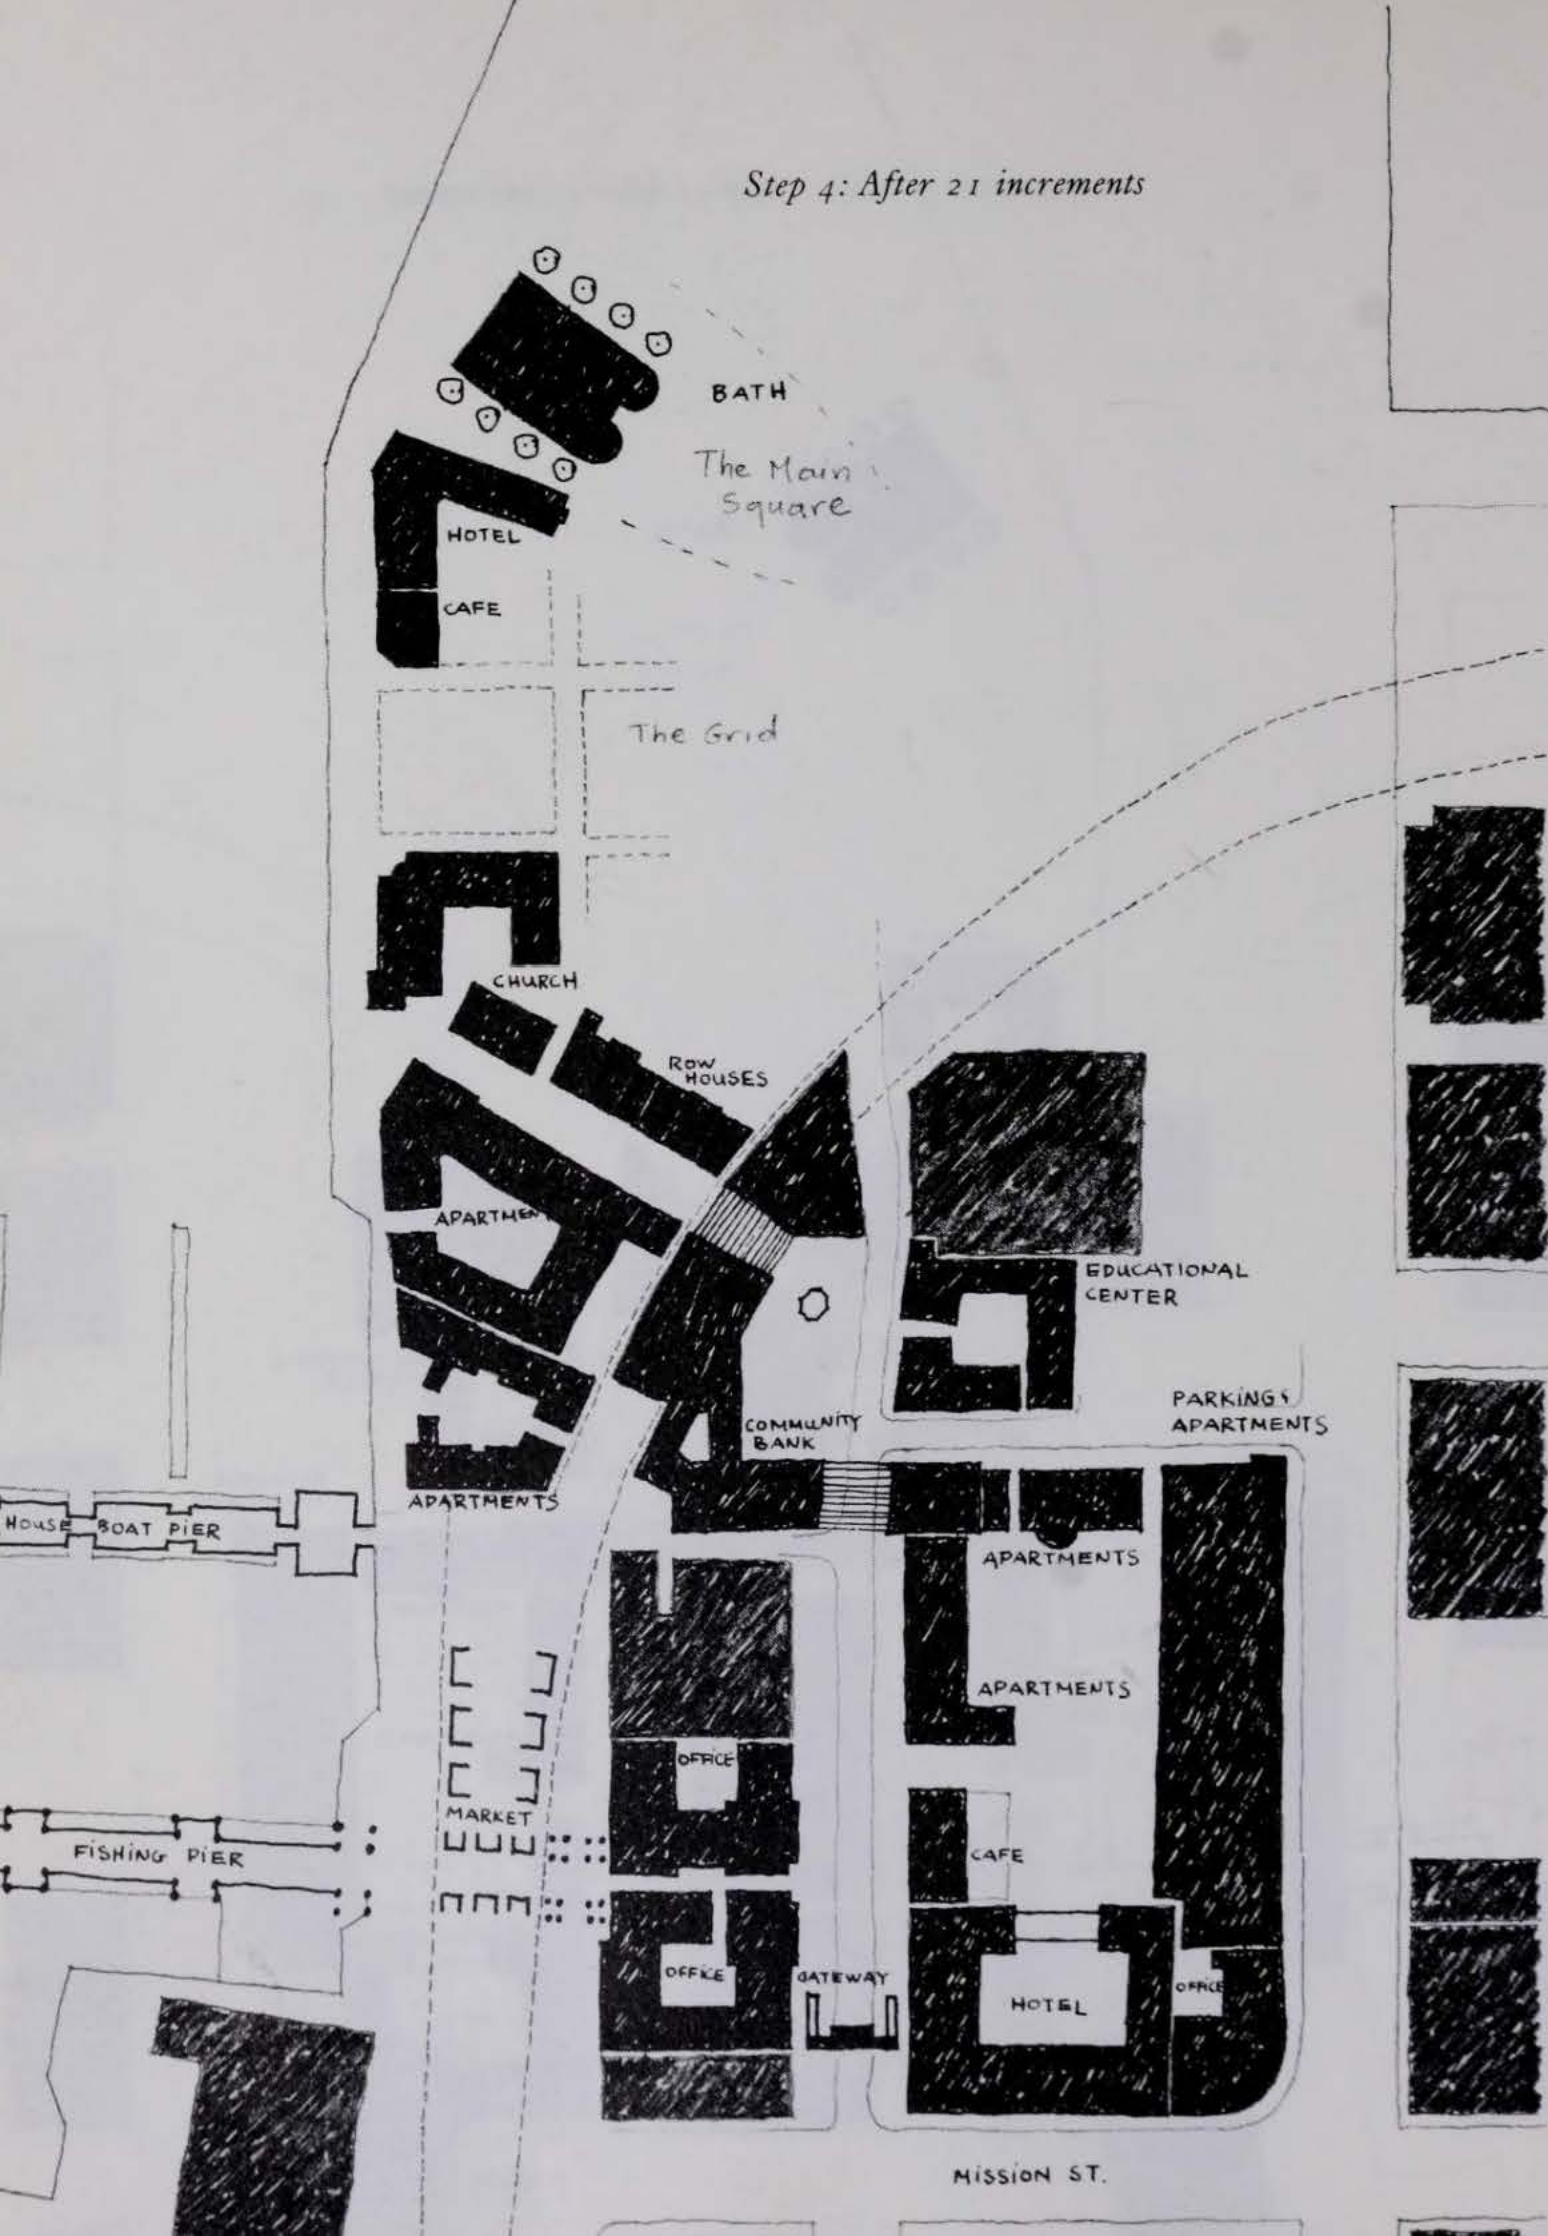 Step 4: After 21 increments
BATH
The Main
Square
HOTEL
CAFE
The Grid
CHURCH
ROW
HOUSES
APARTMEN
EDUCATIONAL
CENTER
PARKING &
APARTMENTS
COMMUNITY
BANK
APARTMENTS
HOUSE BOAT PIER
APARTMENTS
APARTMENTS
OFFICE
MARKET
FISHING PIER
CAFE
OFFICE
GATEWAY
HOTEL
OFFICE
MISSION ST.